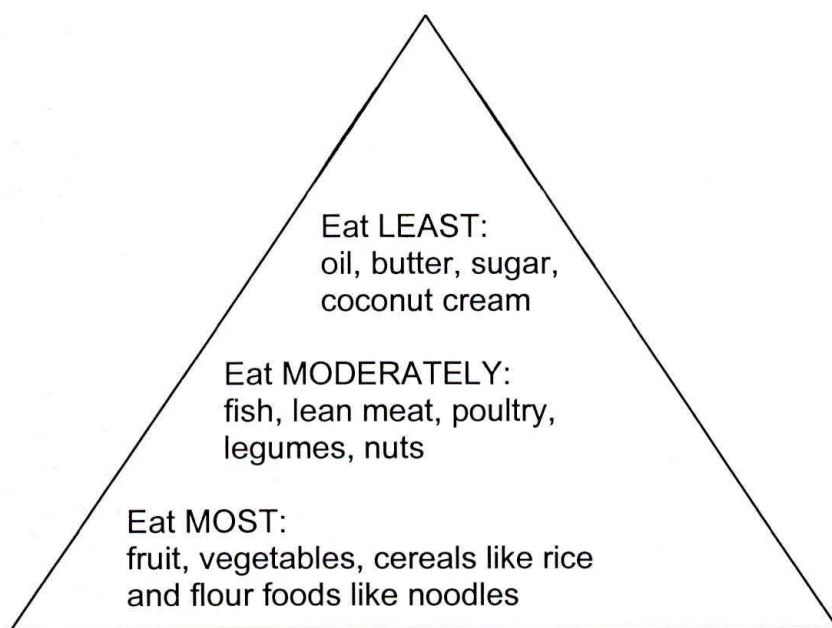 Eat LEAST:
oil, butter, sugar,
coconut cream
Eat MODERATELY:
fish, lean meat, poultry,
legumes, nuts
Eat MOST:
fruit, vegetables, cereals like rice
and flour foods like noodles